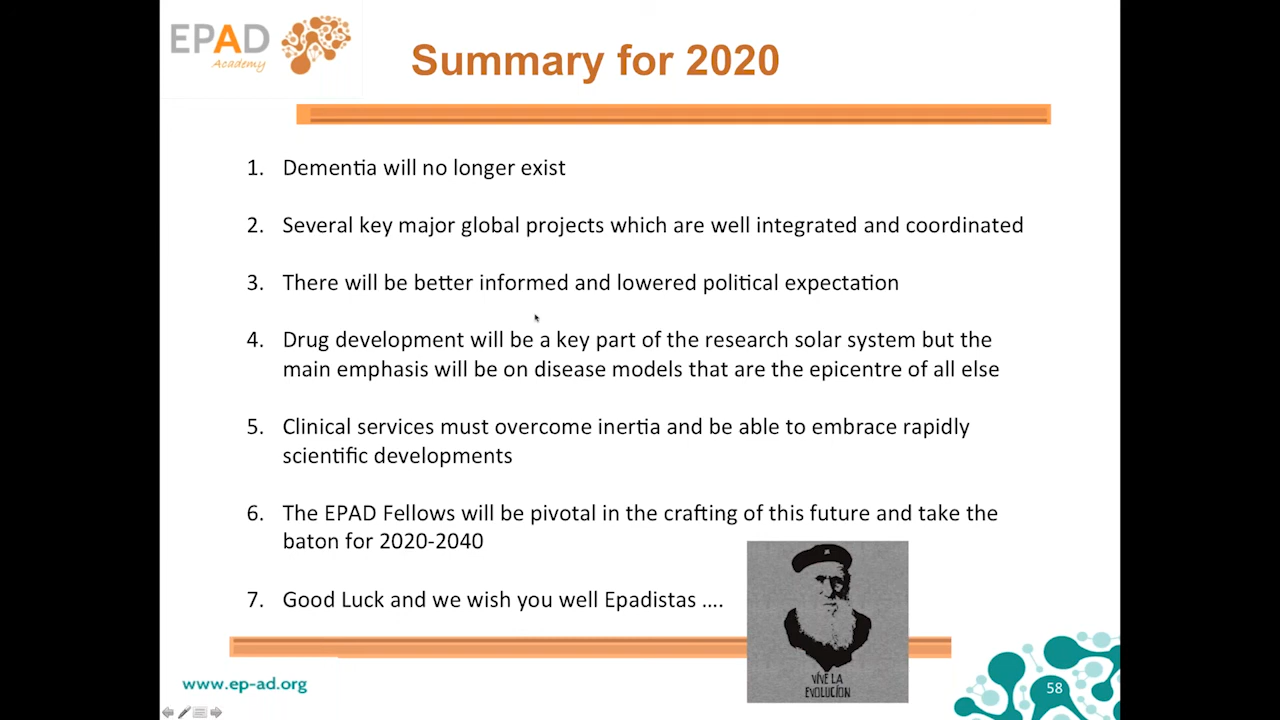 EPAD
Academy
Summary for 2020
1. Dementia will no longer exist
2. Several key major global projects which are well integrated and coordinated
3. There will be better informed and lowered political expectation
4. Drug development will be a key part of the research solar system but the
main emphasis will be on disease models that are the epicentre of all else
5. Clinical services must overcome inertia and be able to embrace rapidly
scientific developments
6. The EPAD Fellows will be pivotal in the crafting of this future and take the
baton for 2020-2040
7. Good Luck and we wish you well Epadistas ....
VÍVE LA
EVOLUCÍON
www.ep-ad.org
58